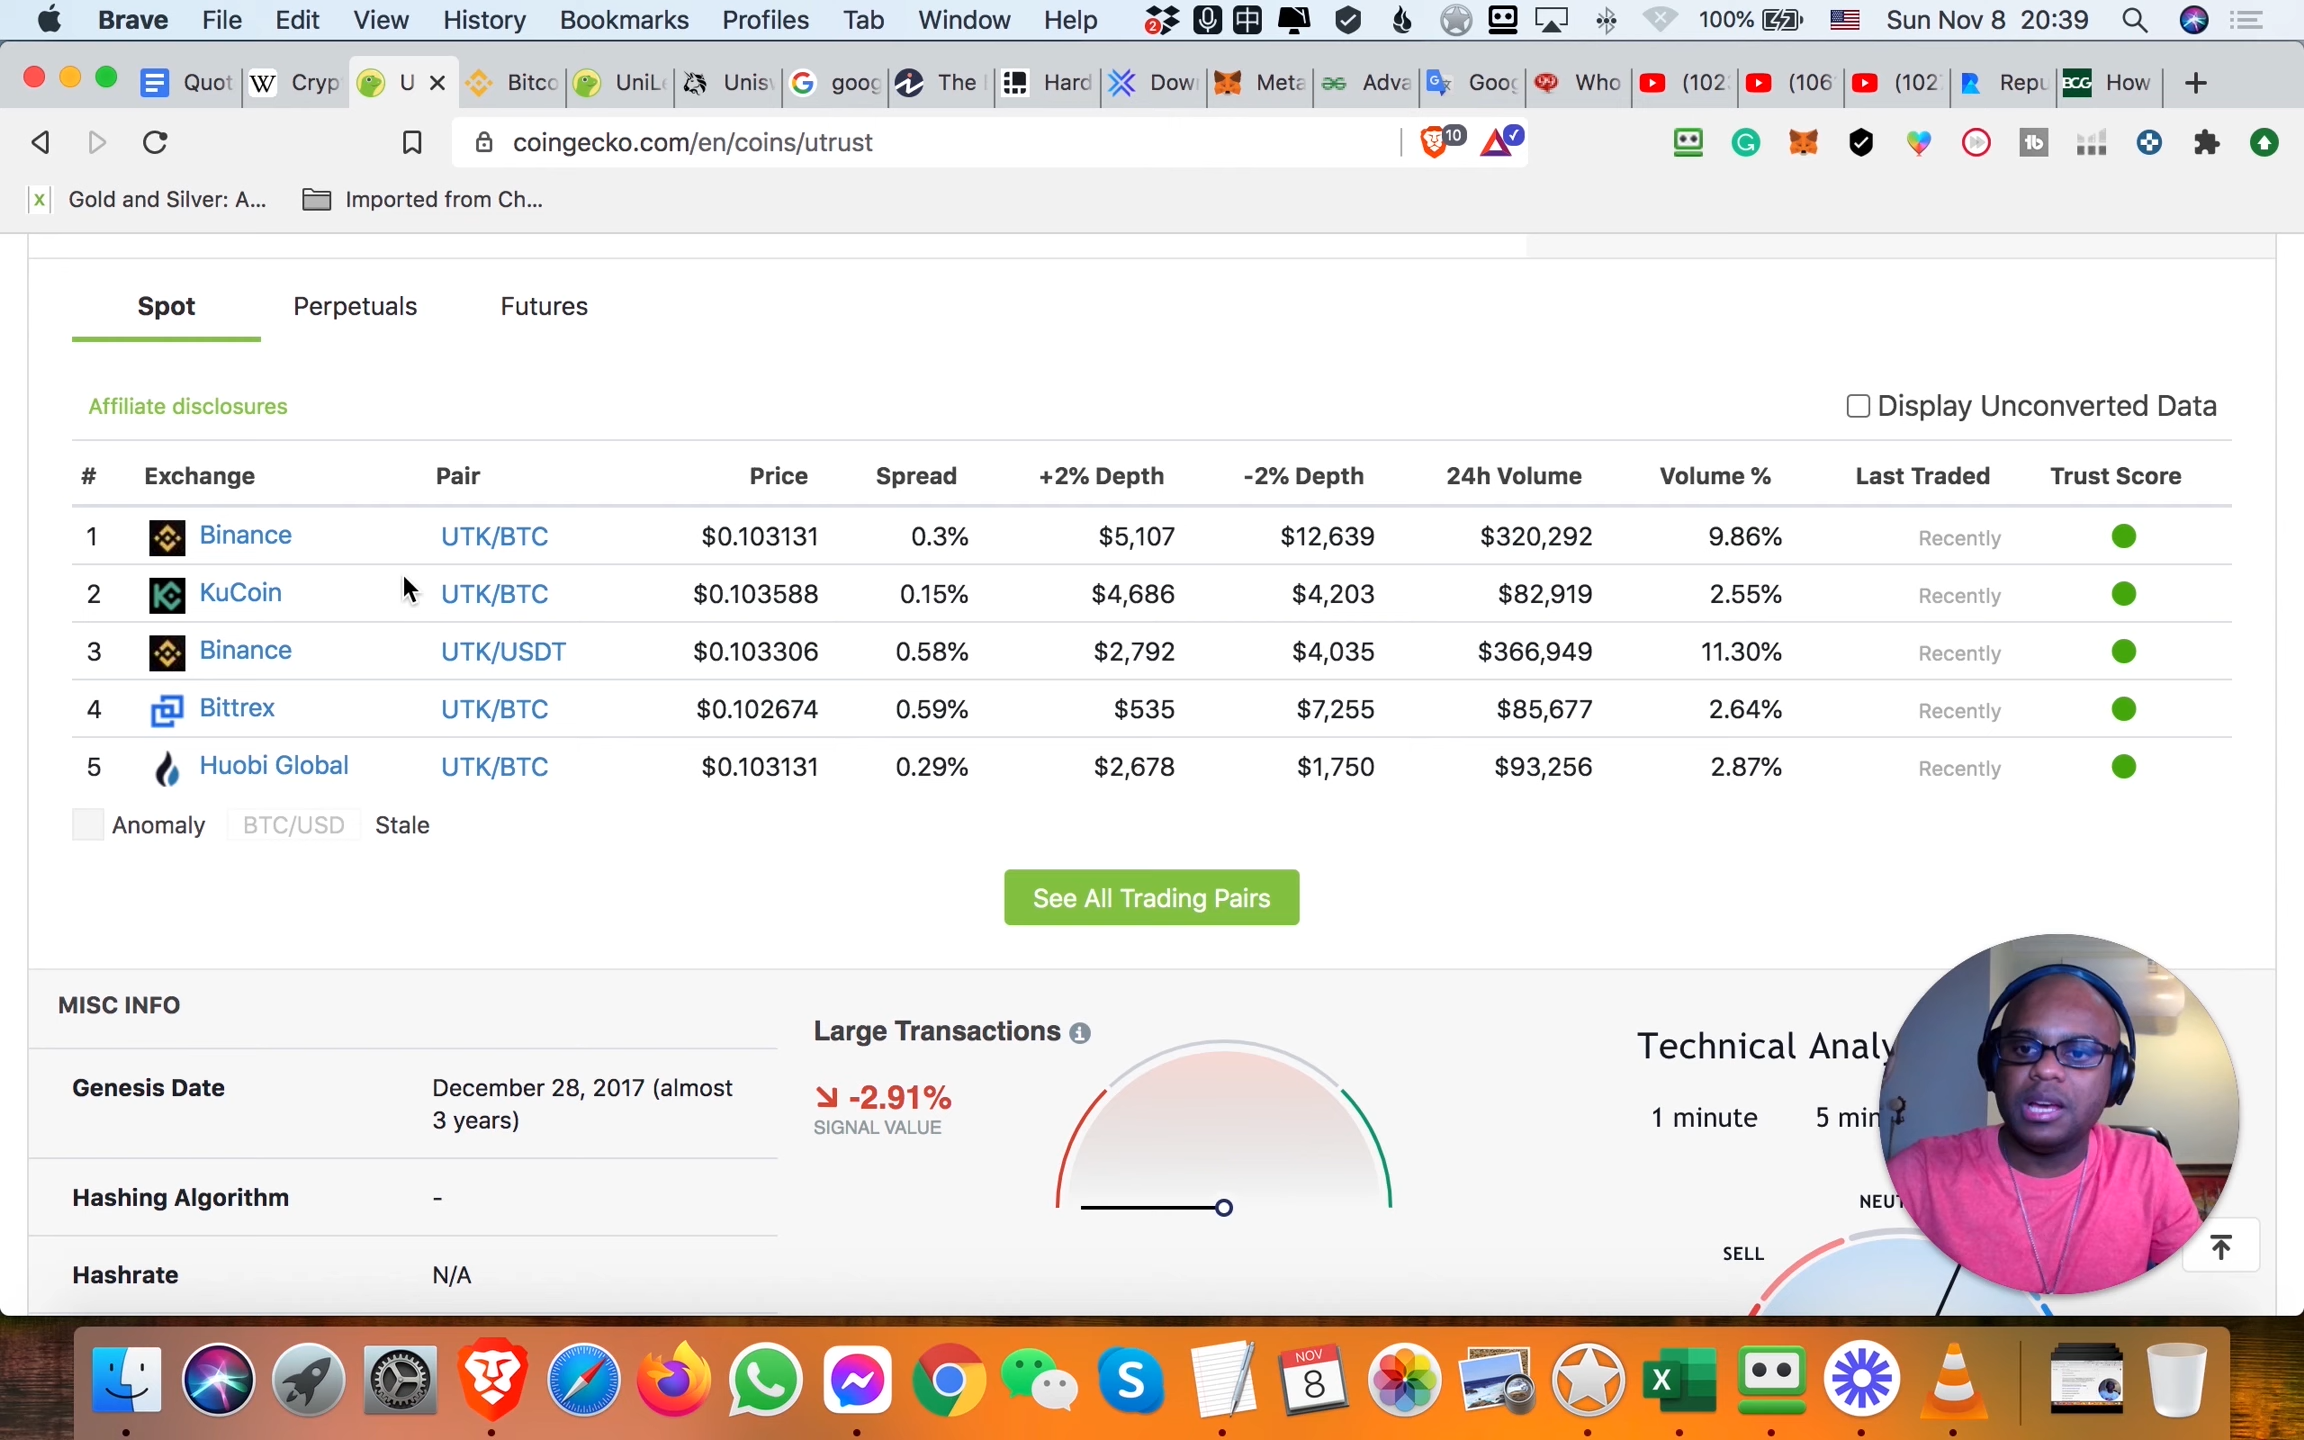 Brave File Edit View History Bookmarks Profiles Tab Window Help 2 中 100% Sun Nov 8 20:39
Quot W Cryp U Bitco UniLe Unis G goog The Hard Dow Meta Adva Goog Who (102 (106 (102 Repu BCG How
coingecko.com/en/coins/utrust 10 tb
X Gold and Silver: A... Imported from Ch...
Spot Perpetuals Futures
Affiliate disclosures Display Unconverted Data
# Exchange Pair Price Spread +2% Depth -2% Depth 24h Volume Volume % Last Traded Trust Score
1 Binance UTK/BTC $0.103131 0.3% $5,107 $12,639 $320,292 9.86% Recently
2 KuCoin UTK/BTC $0.103588 0.15% $4,686 $4,203 $82,919 2.55% Recently
3 Binance UTK/USDT $0.103306 0.58% $2,792 $4,035 $366,949 11.30% Recently
4 Bittrex UTK/BTC $0.102674 0.59% $535 $7,255 $85,677 2.64% Recently
5 Huobi Global UTK/BTC $0.103131 0.29% $2,678 $1,750 $93,256 2.87% Recently
Anomaly BTC/USD Stale
See All Trading Pairs
MISC INFO
Genesis Date December 28, 2017 (almost
3 years)
Hashing Algorithm -
Hashrate N/A
Large Transactions
-2.91%
SIGNAL VALUE
Technical Analy
1 minute 5 min
NEUT
SELL
S NOV 8 X